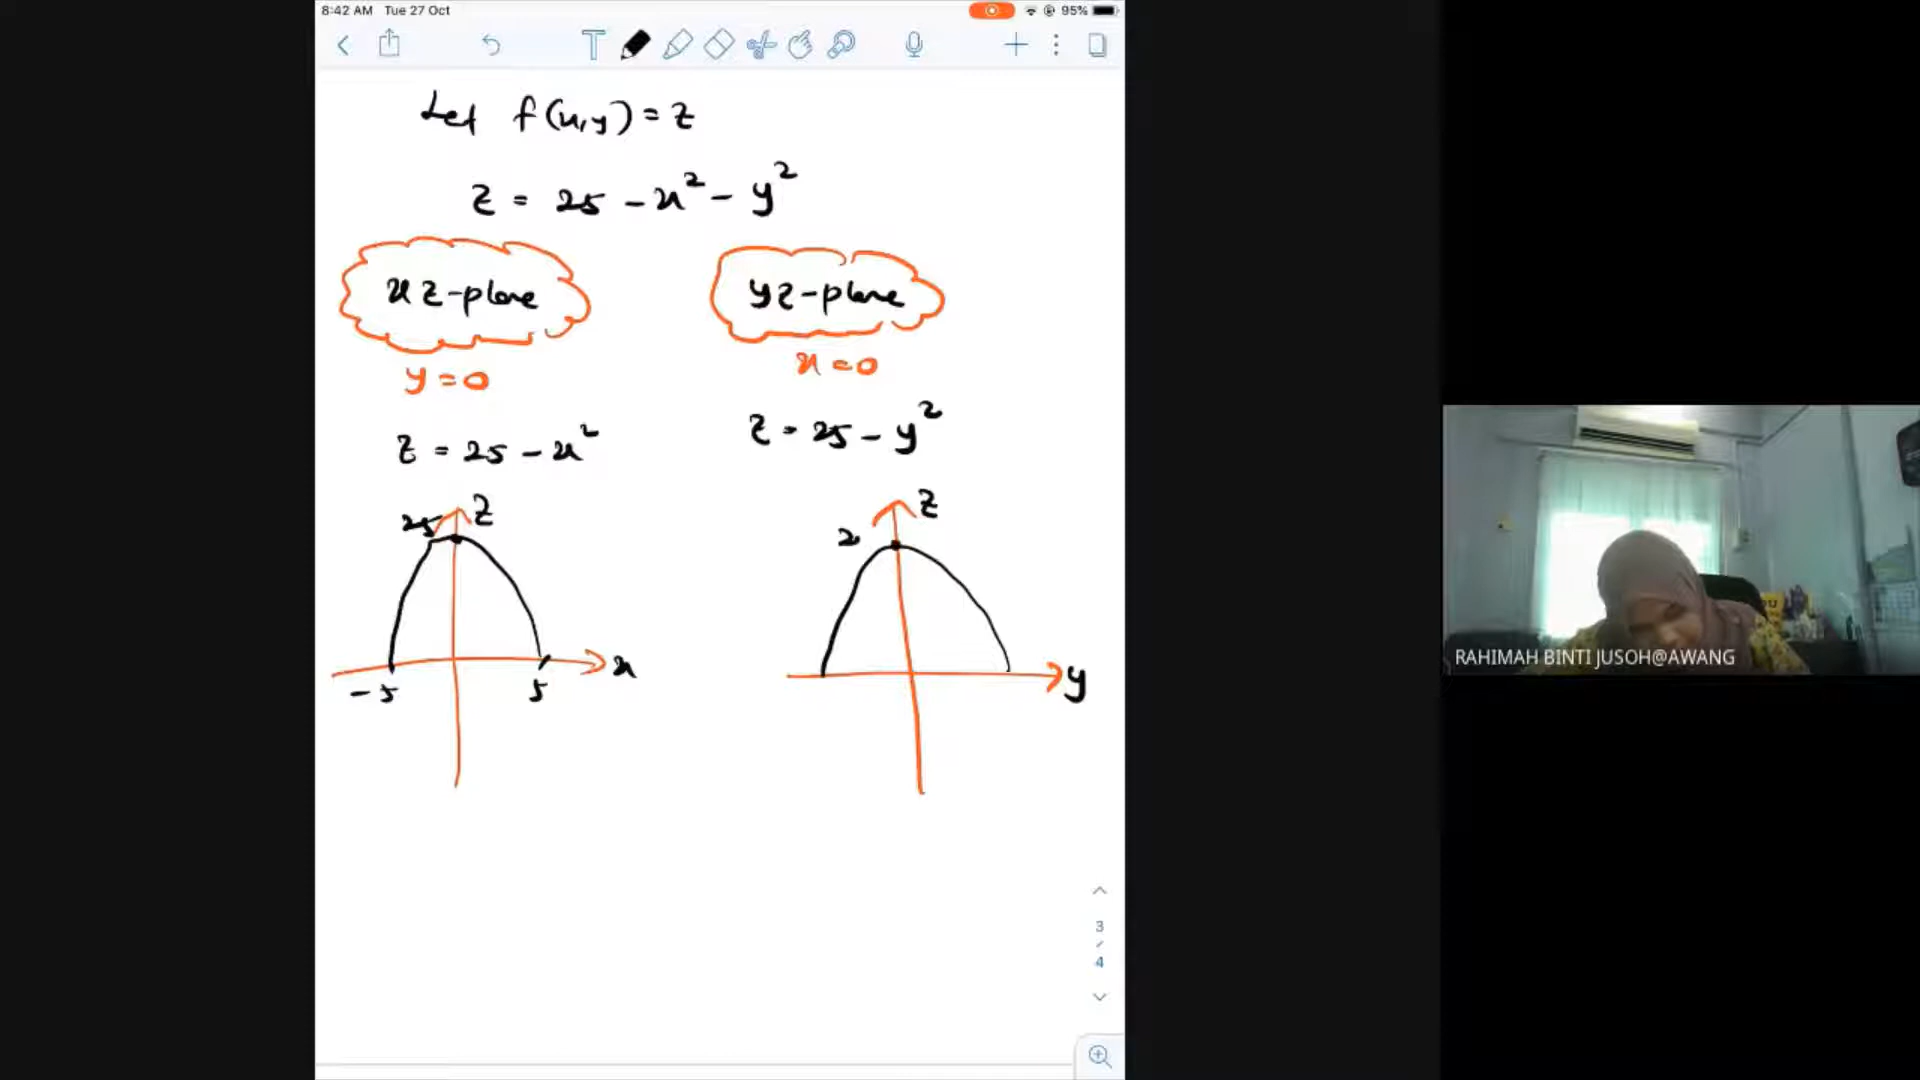 8:42 AM Tue 27 Oct
95%
T
Let f(x,y) = z
z = 25 - x² - y²
xz-plane
yz-plane
y = 0
x = 0
z = 25 - x²
z = 25 - y²
25
z
-5
5
x
2
z
y
3
4
RAHIMAH BINTI JUSOH@AWANG